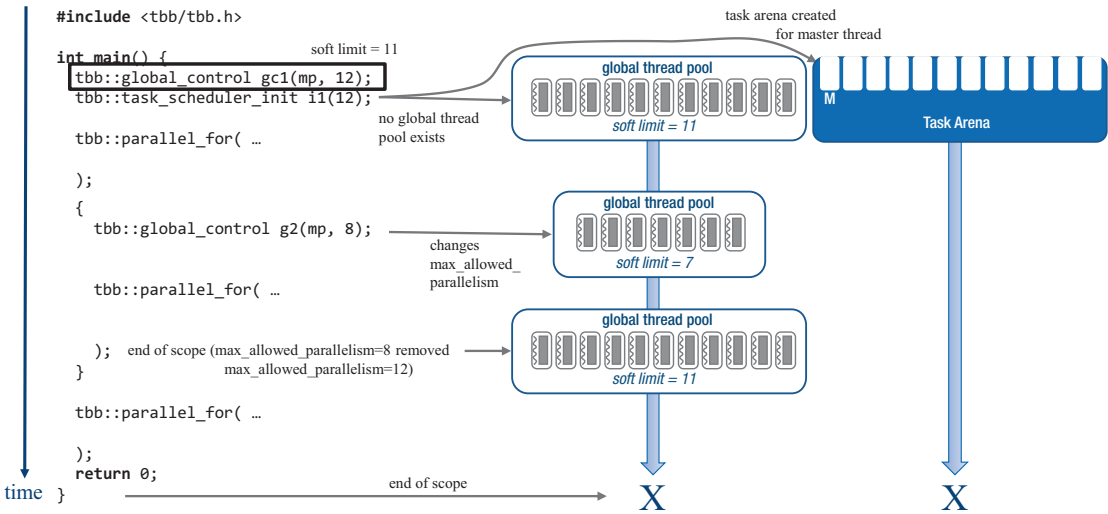 #include <tbb/tbb.h>
task arena created
for master thread
int main() {
soft limit = 11
tbb::global_control gc1(mp, 12);
tbb::task_scheduler_init i1(12);
global thread pool
soft limit = 11
M
Task Arena
no global thread
pool exists
tbb::parallel_for( …
);
{
tbb::global_control g2(mp, 8);
global thread pool
soft limit = 7
changes
max_allowed_
parallelism
tbb::parallel_for( …
global thread pool
soft limit = 11
); end of scope (max_allowed_parallelism=8 removed
max_allowed_parallelism=12)
}
tbb::parallel_for( …
);
return 0;
time
}
end of scope
X
X